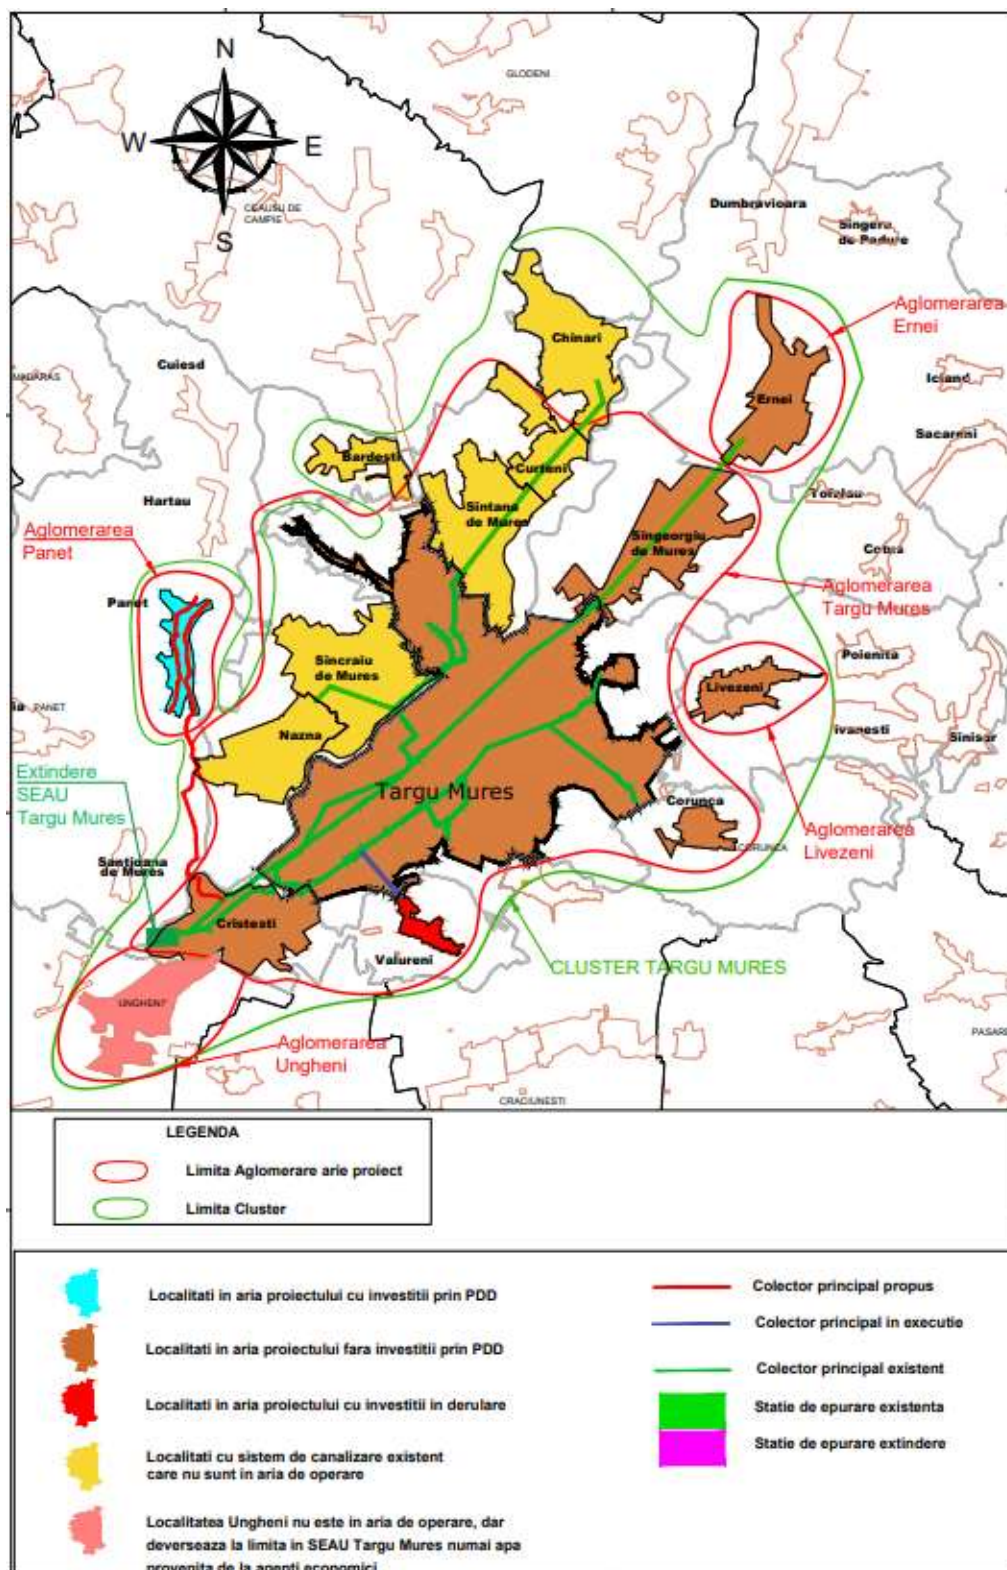 N
W
E
S
GLODENI
CEAUSU DE
CAMPIE
Dumbravioara
de Padure
Aglomerarea
Ernei
Chinari
Cuiesd
MADARAS
Ernei
Bardesti
Curteni
Sacareni
Hartau
Sintana
de Mures
Singeorgiu
de Mures
Aglomerarea
Panet
Aglomerarea
Targu Mures
Panet
Sincraiu
de Mures
Poienita
Livezeni
PANET
Nazna
ivanesti
Sinisor
Extindere
SEAU
Targu Mures
Targu Mures
Corunca
CORUNCA
Aglomerarea
Livezeni
Santioana
de Mures
Cristesti
Valureni
CLUSTER TARGU MURES
UNGHENI
Aglomerarea
Ungheni
PASARE
CRACIUNESTI
LEGENDA
Limita Aglomerare arie proiect
Limita Cluster
Localitati in aria proiectului cu investitii prin PDD
Localitati in aria proiectului fara investitii prin PDD
Localitati in aria proiectului cu investitii in derulare
Localitati cu sistem de canalizare existent
care nu sunt in aria de operare
Localitatea Ungheni nu este in aria de operare, dar
deverseaza la limita in SEAU Targu Mures numai apa
provenita de la agenti economici
Colector principal propus
Colector principal in executie
Colector principal existent
Statie de epurare existenta
Statie de epurare extindere